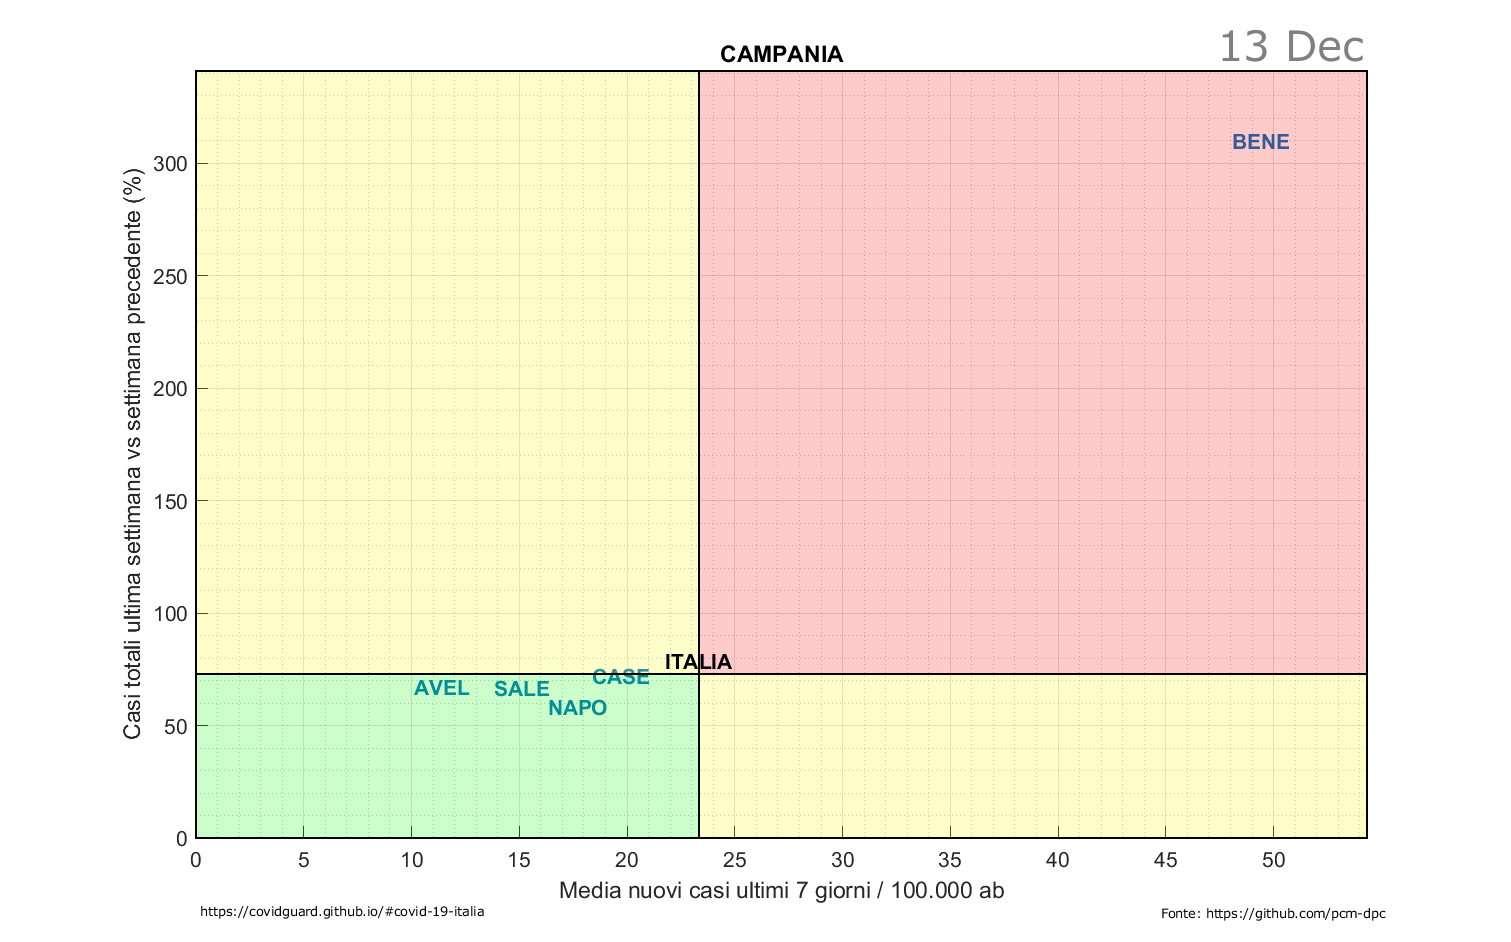 13 Dec
CAMPANIA
Casi totali ultima settimana vs settimana precedente (%)
300
250
200
150
100
50
0
BENE
ITALIA
CASE
AVEL
SALE
NAPO
0 5 10 15 20 25 30 35 40 45 50
Media nuovi casi ultimi 7 giorni / 100.000 ab
https://covidguard.github.io/#covid-19-italia
Fonte: https://github.com/pcm-dpc